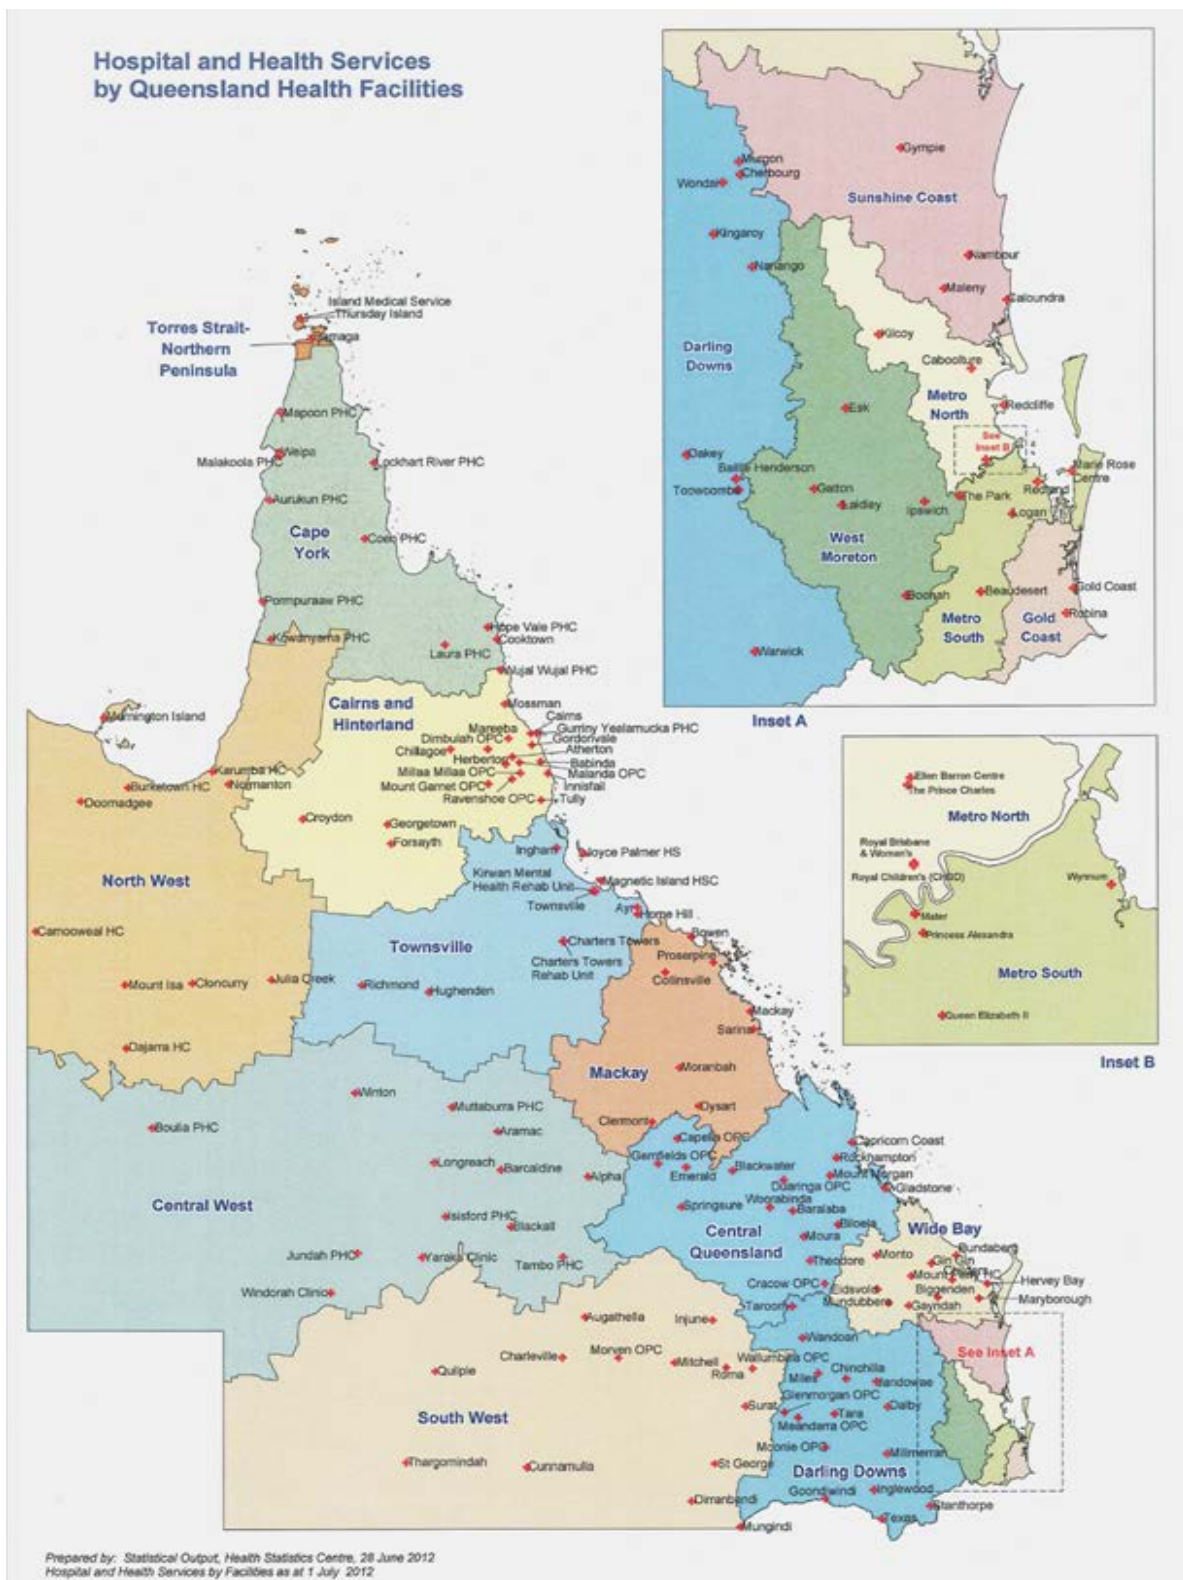 Hospital and Health Services
by Queensland Health Facilities
Island Medical Service
Thursday Island
Torres Strait-
Northern
Peninsula
Mapoon PHC
Weipa
Malakoola PHC
Lockhart River PHC
Aurukun PHC
Cape
York
Coen PHC
Pormpuraaw PHC
Kowanyama PHC
Hope Vale PHC
Cooktown
Laura PHC
Wujal Wujal PHC
Cairns and
Hinterland
Mossman
Cairns
Mareeba
Gurriny Yeelamucka PHC
Dimbulah OPC
Gordonvale
Chillagoe
Atherton
Herberton
Babinda
Millaa Millaa OPC
Malanda OPC
Mount Garnet OPC
Innisfail
Ravenshoe OPC
Tully
Mornington Island
Karumba HC
Burketown HC
Normanton
Doomadgee
Croydon
Georgetown
Forsayth
North West
Ingham
Joyce Palmer HS
Kirwan Mental
Health Rehab Unit
Magnetic Island HSC
Townsville
Ayr
Home Hill
Camooweal HC
Townsville
Charters Towers
Charters Towers
Rehab Unit
Bowen
Proserpine
Collinsville
Mount Isa
Cloncurry
Julia Creek
Richmond
Hughenden
Mackay
Sarina
Dajarra HC
Mackay
Moranbah
Dysart
Clermont
Winton
Muttaburra PHC
Boulia PHC
Aramac
Capella OPC
Capricorn Coast
Longreach
Barcaldine
Alpha
Gemfields OPC
Emerald
Blackwater
Rockhampton
Mount Morgan
Duaringa OPC
Gladstone
Central West
Isisford PHC
Blackall
Springsure
Woorabinda
Baralaba
Biloela
Central
Queensland
Moura
Wide Bay
Jundah PHC
Yaraka Clinic
Tambo PHC
Theodore
Monto
Bundaberg
Gin Gin
Windorah Clinic
Cracow OPC
Eidsvold
Biggenden
Hervey Bay
Maryborough
Taroom
Mundubbera
Gayndah
Augathella
Injune
Wandoan
See Inset A
Charleville
Morven OPC
Mitchell
Roma
Wallumbilla OPC
Miles
Chinchilla
Jandowae
Quilpie
South West
Surat
Glenmorgan OPC
Meandarra OPC
Tara
Dalby
Moonie OPC
Millmerran
Thargomindah
Cunnamulla
St George
Darling Downs
Dirranbandi
Goondiwindi
Inglewood
Stanthorpe
Mungindi
Texas
Gympie
Murgon
Cherbourg
Wondai
Sunshine Coast
Kingaroy
Nanango
Nambour
Maleny
Caloundra
Darling
Downs
Kilcoy
Caboolture
Metro
North
Redcliffe
Esk
See
Inset B
Oakey
Baillie Henderson
Toowoomba
Gatton
Laidley
Ipswich
The Park
Redland
Marie Rose
Centre
Logan
West
Moreton
Boonah
Beaudesert
Gold Coast
Robina
Metro
South
Gold
Coast
Warwick
Inset A
Ellen Barron Centre
The Prince Charles
Metro North
Royal Brisbane
& Women's
Royal Children's (CHSD)
Wynnum
Mater
Princess Alexandra
Metro South
Queen Elizabeth II
Inset B
Prepared by: Statistical Output, Health Statistics Centre, 28 June 2012
Hospital and Health Services by Facilities as at 1 July 2012